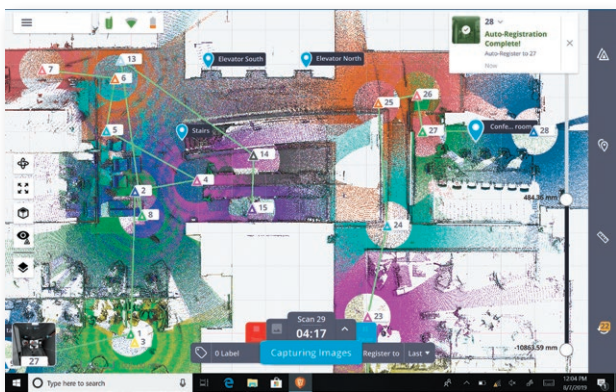 28
Auto-Registration
Complete!
Auto-Register to 27
NOW
13
7
6
Elevator South
Elevator North
25
26
5
Stairs
27
Confe... room
28
14
4
2
15
8
484.36 mm
24
23
Scan 29
04:17
1
3
27
0 Label
Capturing Images
Register to
Last
-10863.59 mm
22
Type here to search
12:04 PM
8/7/2019